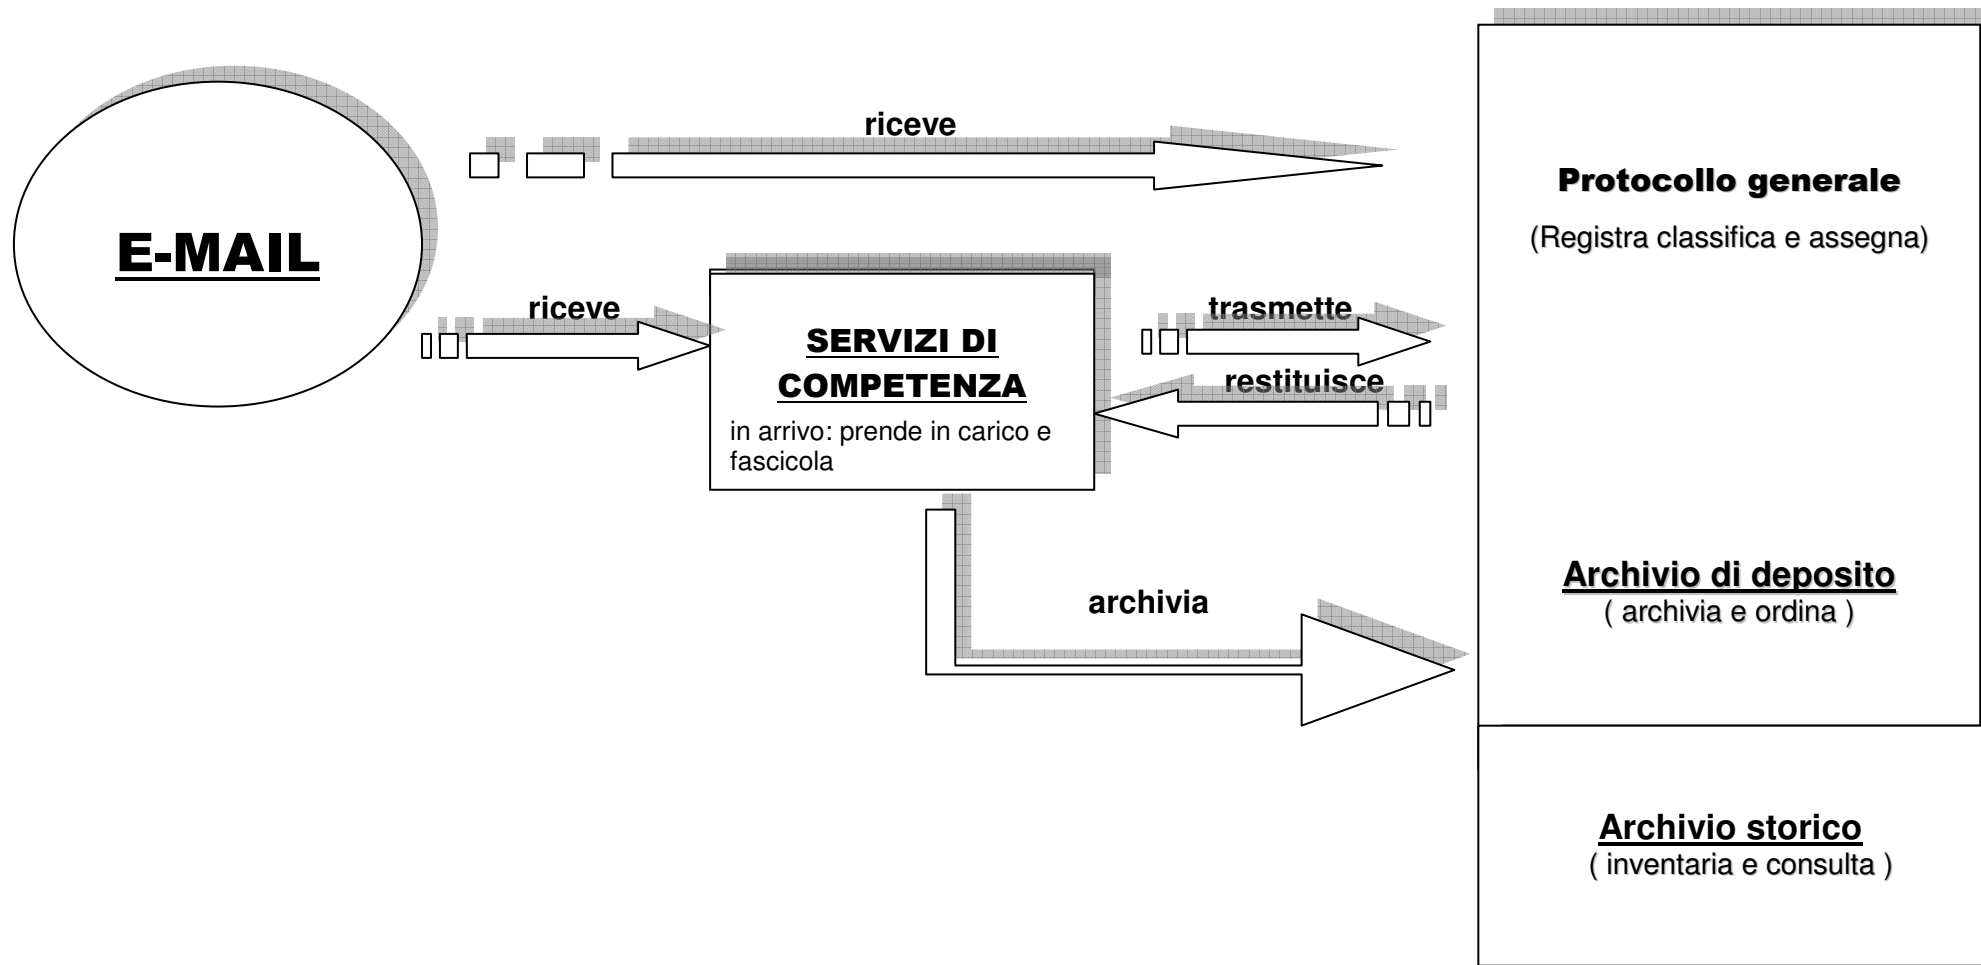 riceve
Protocollo generale
(Registra classifica e assegna)
E-MAIL
riceve
SERVIZI DI
COMPETENZA
in arrivo: prende in carico e
fascicola
trasmette
restituisce
archivia
Archivio di deposito
( archivia e ordina )
Archivio storico
( inventaria e consulta )